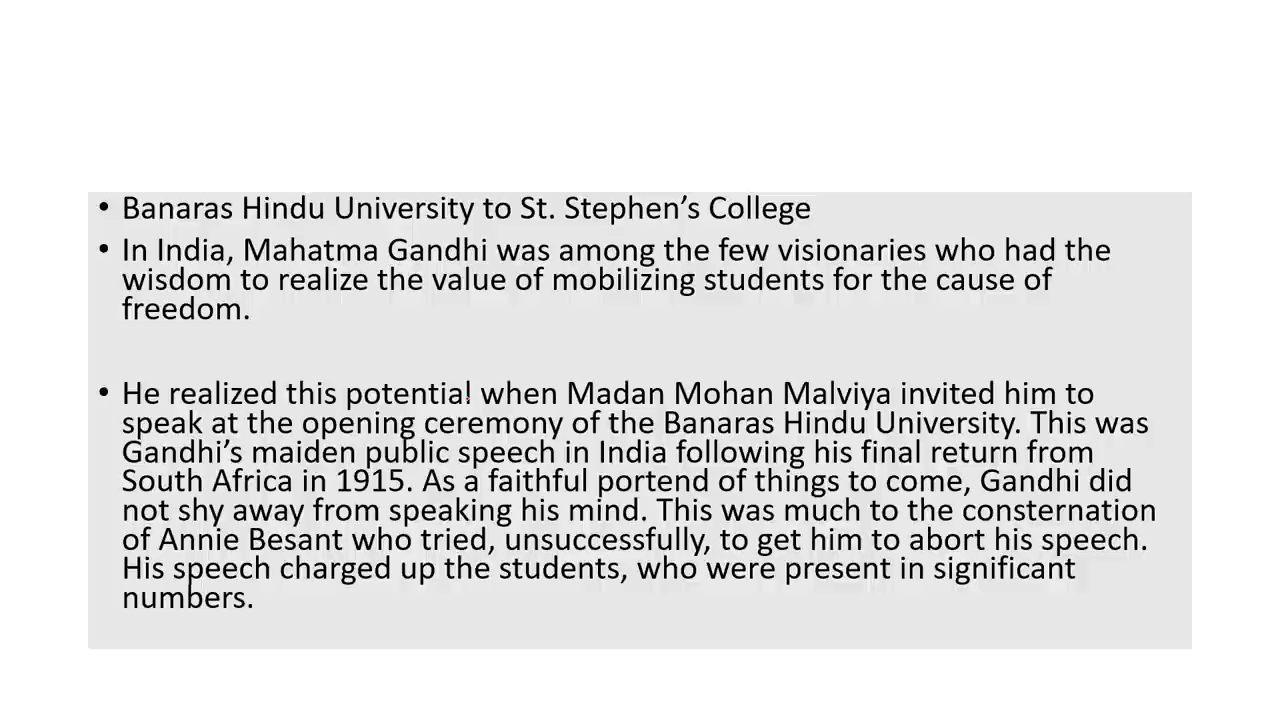 • Banaras Hindu University to St. Stephen’s College
• In India, Mahatma Gandhi was among the few visionaries who had the
wisdom to realize the value of mobilizing students for the cause of
freedom.
• He realized this potential when Madan Mohan Malviya invited him to
speak at the opening ceremony of the Banaras Hindu University. This was
Gandhi’s maiden public speech in India following his final return from
South Africa in 1915. As a faithful portend of things to come, Gandhi did
not shy away from speaking his mind. This was much to the consternation
of Annie Besant who tried, unsuccessfully, to get him to abort his speech.
His speech charged up the students, who were present in significant
numbers.